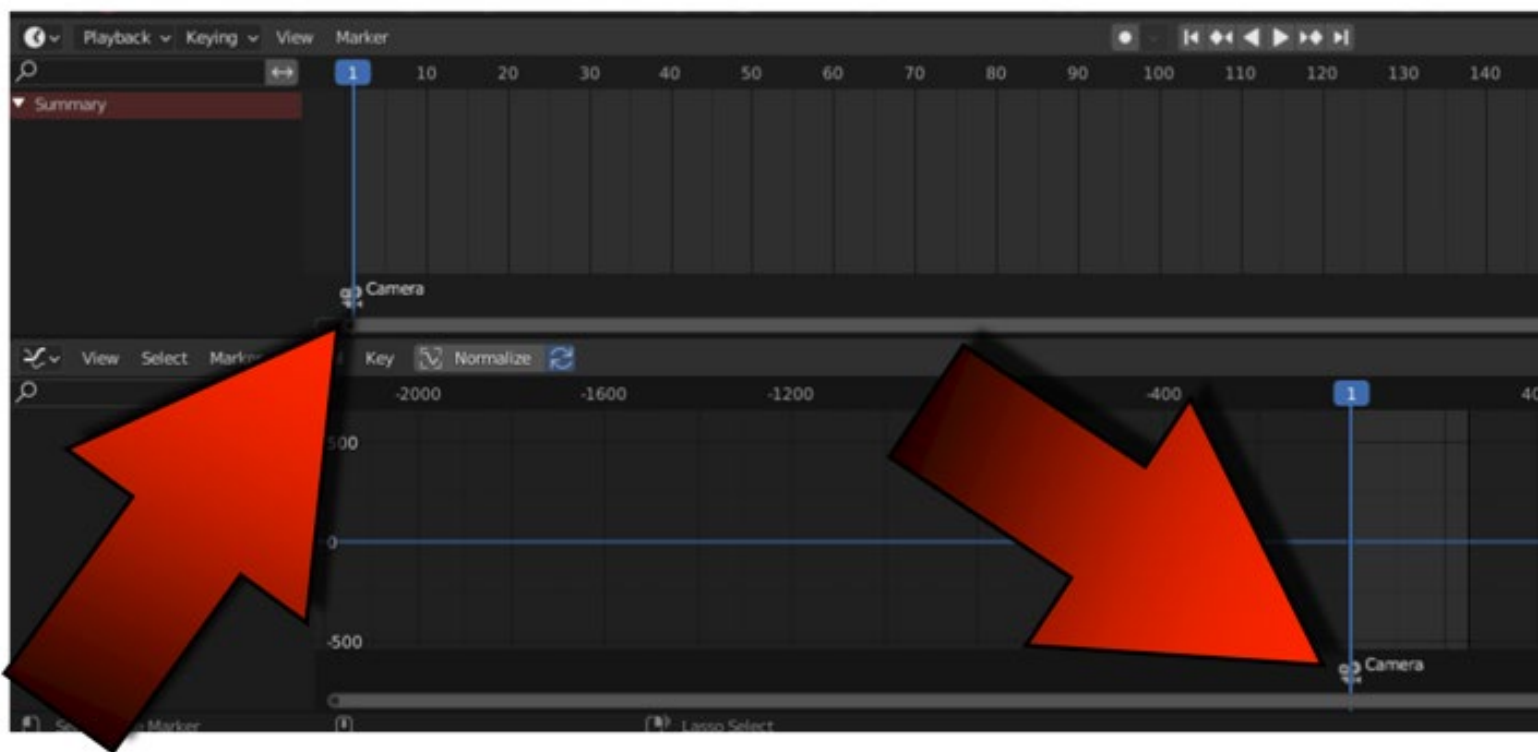 Playback Keying View Marker
1 10 20 30 40 50 60 70 80 90 100 110 120 130 140
Summary
Camera
View Select Key Normalize
-2000 -1600 -1200 -400 1
500
0
-500
Camera
Marker Lasso Select